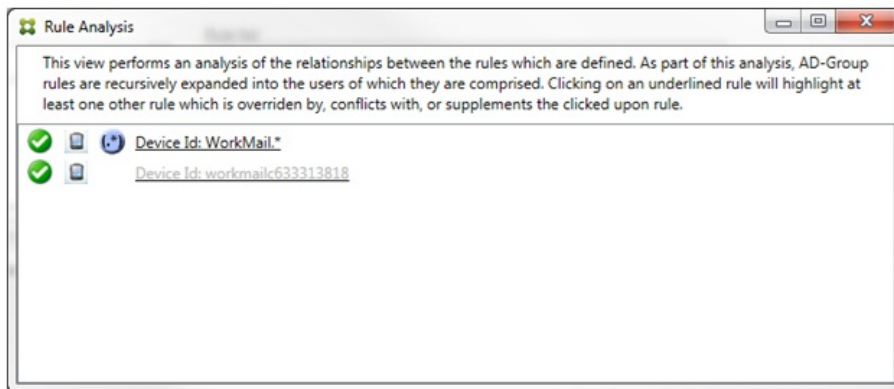 Rule Analysis
This view performs an analysis of the relationships between the rules which are defined. As part of this analysis, AD-Group
rules are recursively expanded into the users of which they are comprised. Clicking on an underlined rule will highlight at
least one other rule which is overriden by, conflicts with, or supplements the clicked upon rule.
(.*) Device Id: WorkMail.*
Device Id: workmailc633313818